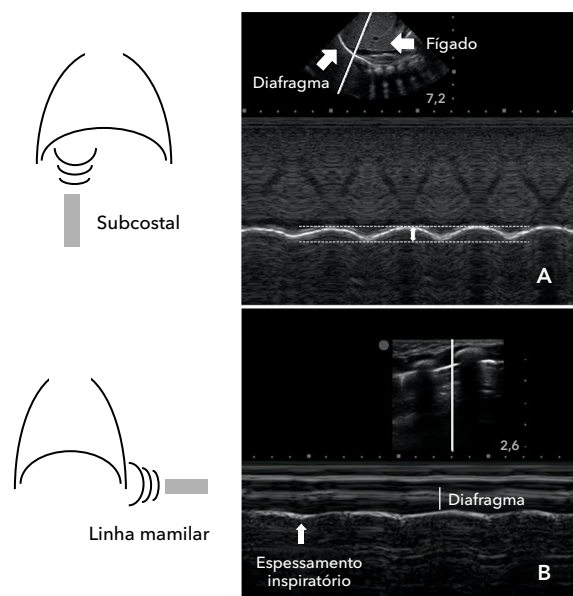 Fígado
Diafragma
7,2
Subcostal
A
2,6
Diafragma
Linha mamilar
Espessamento
inspiratório
B